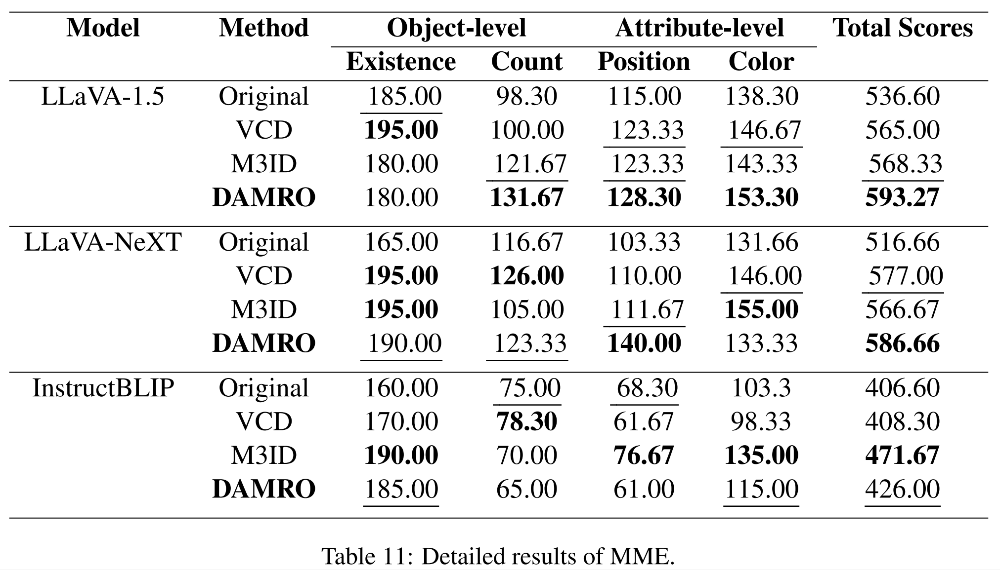 Model Method Object-level Attribute-level Total Scores
Existence Count Position Color
LLaVA-1.5 Original 185.00 98.30 115.00 138.30 536.60
VCD 195.00 100.00 123.33 146.67 565.00
M3ID 180.00 121.67 123.33 143.33 568.33
DAMRO 180.00 131.67 128.30 153.30 593.27
LLaVA-NeXT Original 165.00 116.67 103.33 131.66 516.66
VCD 195.00 126.00 110.00 146.00 577.00
M3ID 195.00 105.00 111.67 155.00 566.67
DAMRO 190.00 123.33 140.00 133.33 586.66
InstructBLIP Original 160.00 75.00 68.30 103.3 406.60
VCD 170.00 78.30 61.67 98.33 408.30
M3ID 190.00 70.00 76.67 135.00 471.67
DAMRO 185.00 65.00 61.00 115.00 426.00
Table 11: Detailed results of MME.